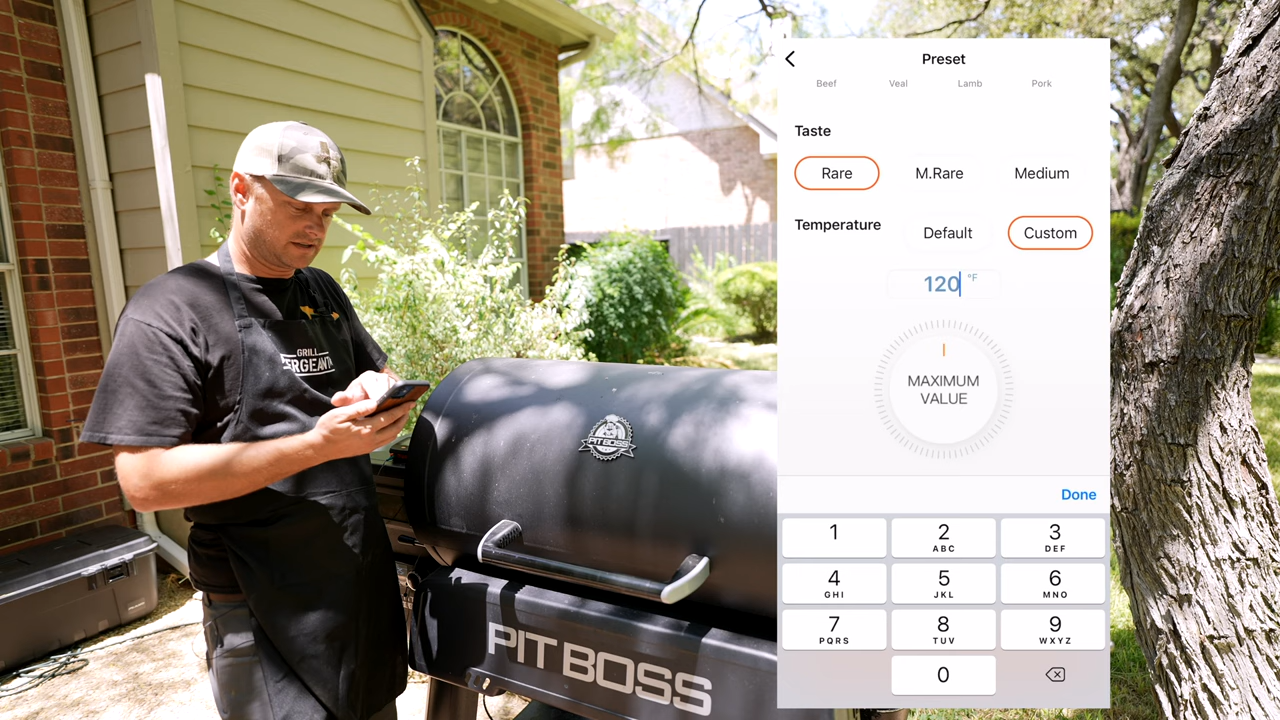 GRILL
SERGEANT
PIT BOSS
PIT BOSS
Preset
Beef
Veal
Lamb
Pork
Taste
Rare
M.Rare
Medium
Temperature
Default
Custom
120 °F
MAXIMUM
VALUE
Done
1
2
ABC
3
DEF
4
GHI
5
JKL
6
MNO
7
PQRS
8
TUV
9
WXYZ
0